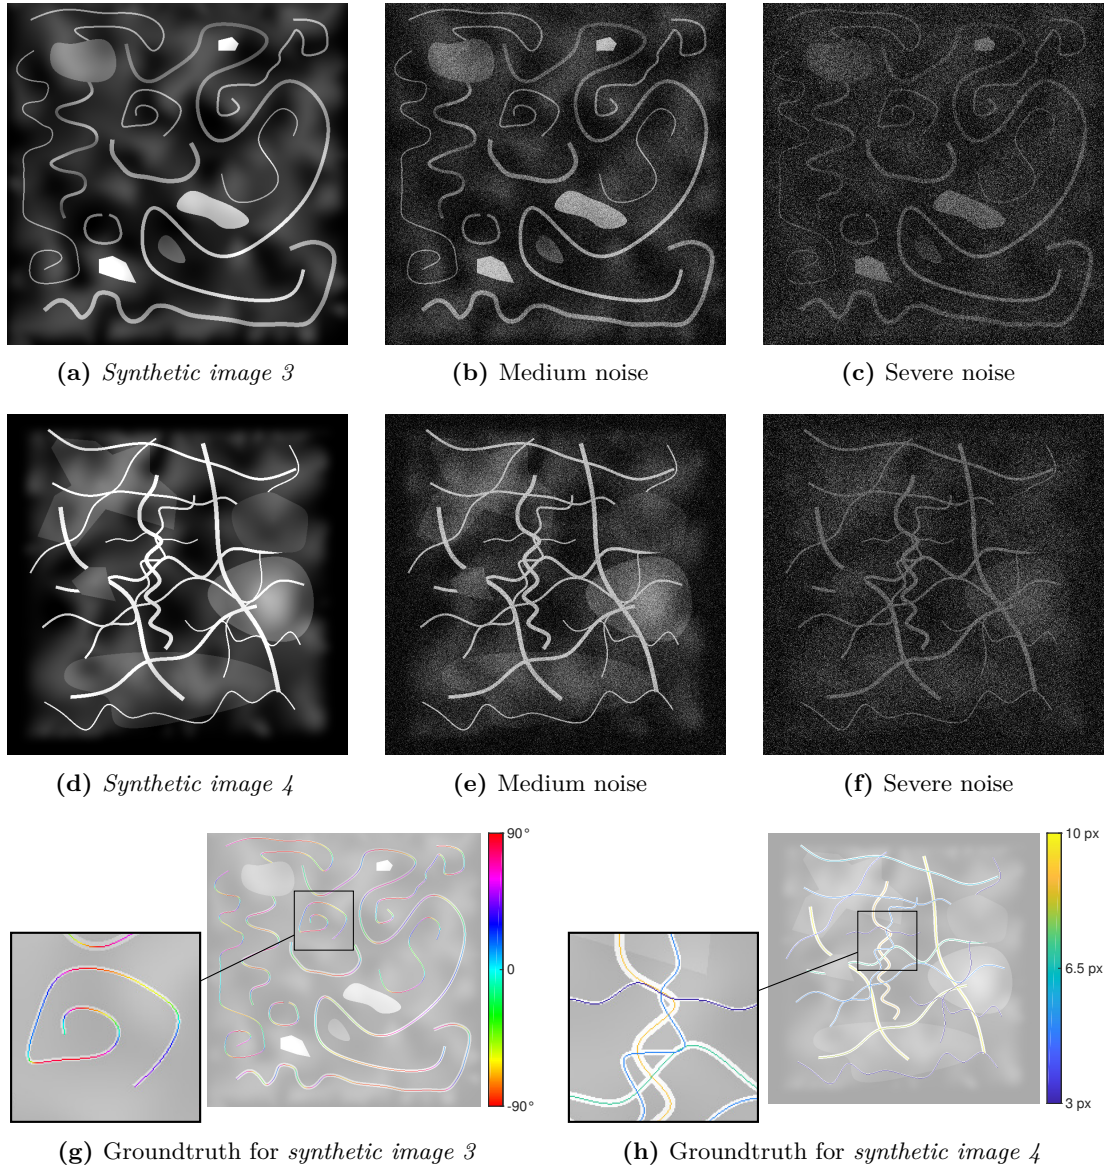 (a) Synthetic image 3
(b) Medium noise
(c) Severe noise
(d) Synthetic image 4
(e) Medium noise
(f) Severe noise
90°
0
-90°
10 px
6.5 px
3 px
(g) Groundtruth for synthetic image 3
(h) Groundtruth for synthetic image 4